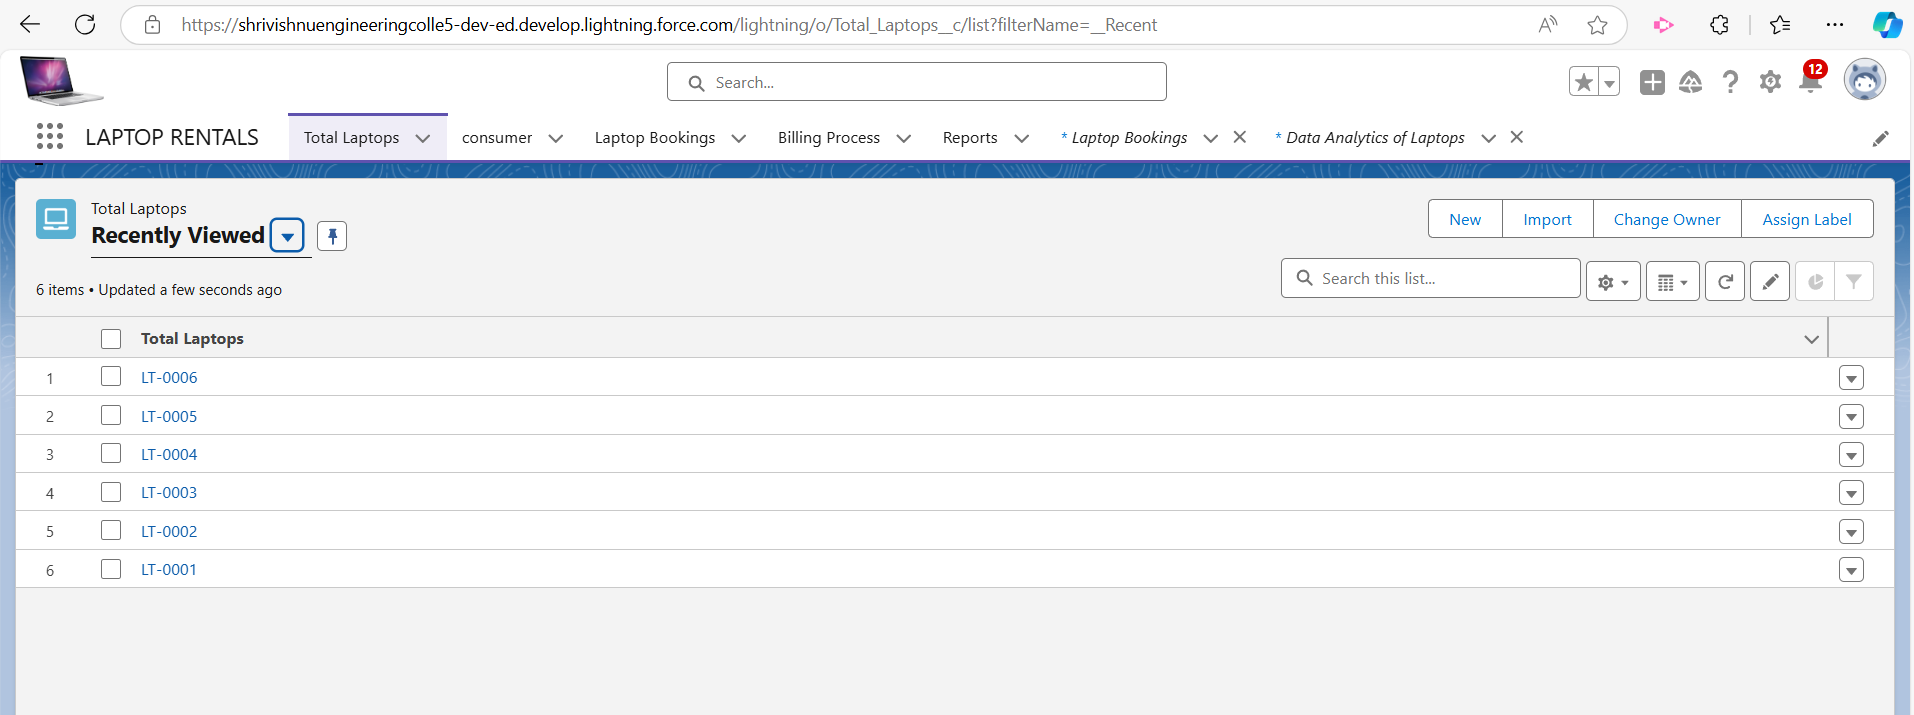 https://shrivishnuengineeringcolle5-dev-ed.develop.lightning.force.com/lightning/o/Total_Laptops__c/list?filterName=__Recent
Search...
12
LAPTOP RENTALS
Total Laptops
consumer
Laptop Bookings
Billing Process
Reports
* Laptop Bookings
* Data Analytics of Laptops
Total Laptops
Recently Viewed
New
Import
Change Owner
Assign Label
6 items • Updated a few seconds ago
Search this list...
Total Laptops
1 LT-0006
2 LT-0005
3 LT-0004
4 LT-0003
5 LT-0002
6 LT-0001